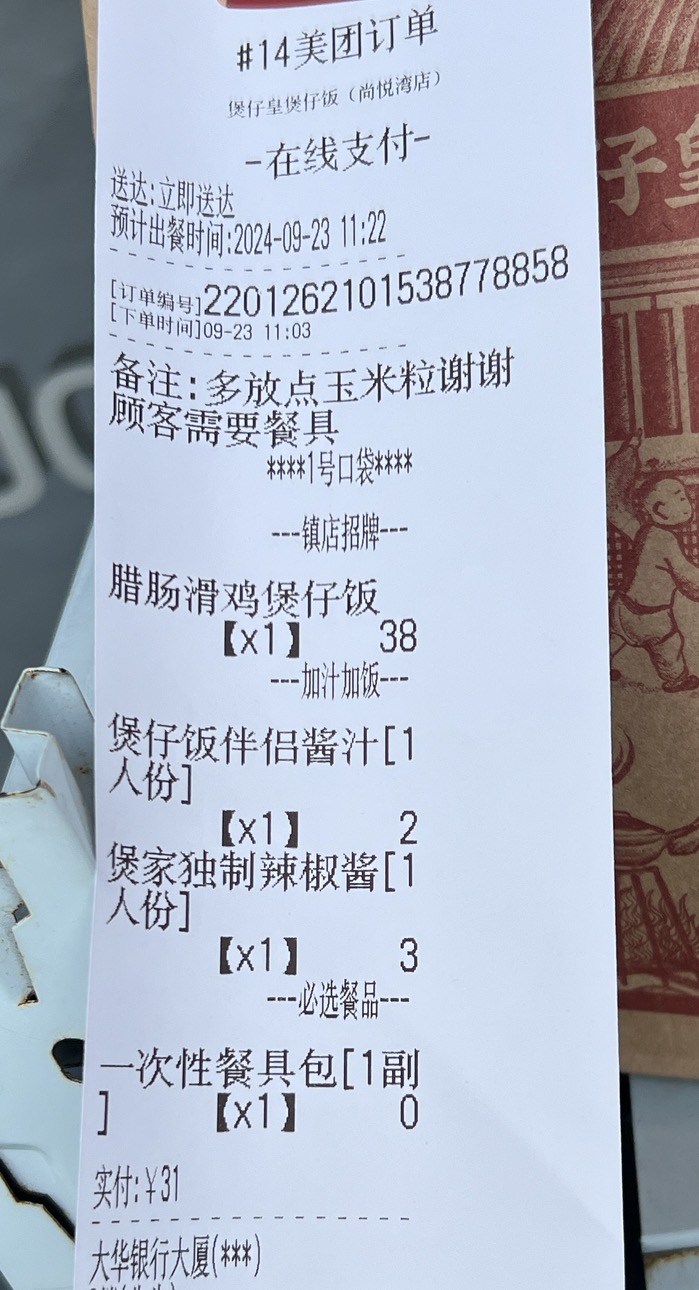 #14美团订单
煲仔皇煲仔饭（尚悦湾店）
-在线支付-
送达:立即送达
预计出餐时间:2024-09-23 11:22
[订单编号]2201262101538778858
[下单时间]09-23 11:03
备注:多放点玉米粒谢谢
顾客需要餐具
****1号口袋****
---镇店招牌---
腊肠滑鸡煲仔饭
【x1】 38
---加汁加饭---
煲仔饭伴侣酱汁[1
人份]
【x1】 2
煲家独制辣椒酱[1
人份]
【x1】 3
---必选餐品---
一次性餐具包[1副
] 【x1】 0
实付:¥31
大华银行大厦(***)
仔皇